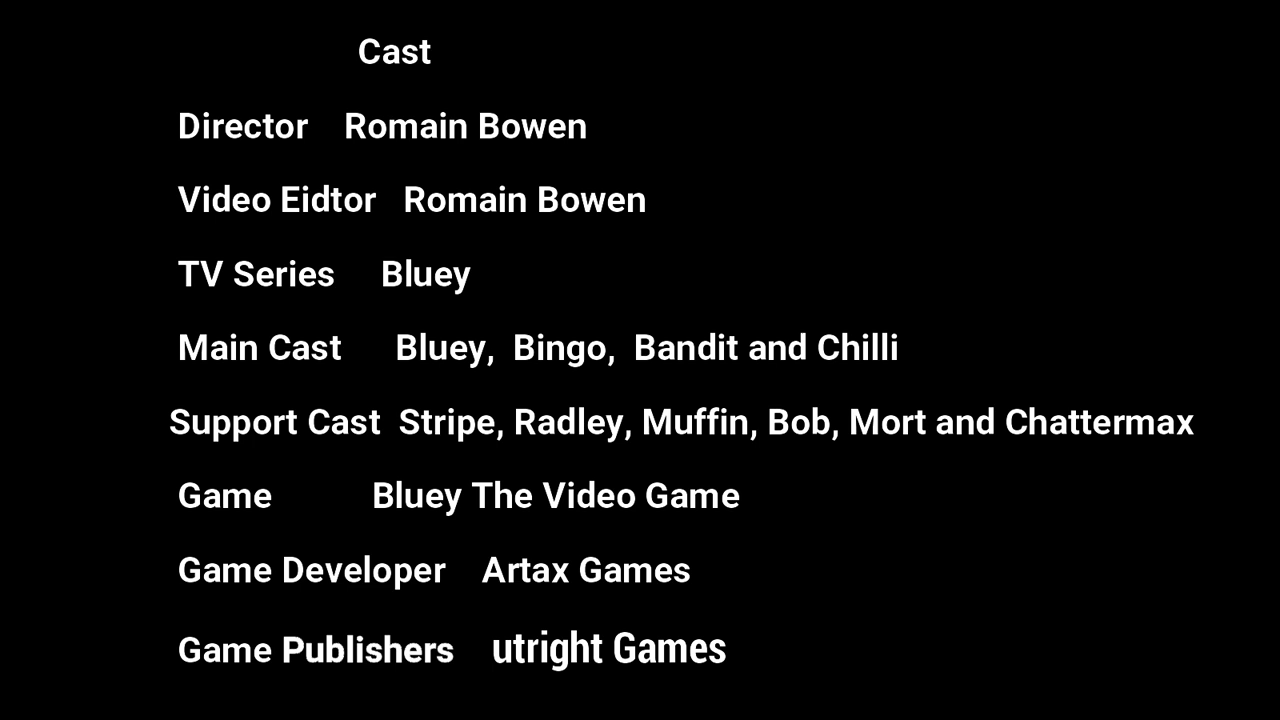 Cast
Director Romain Bowen
Video Eidtor Romain Bowen
TV Series Bluey
Main Cast Bluey, Bingo, Bandit and Chilli
Support Cast Stripe, Radley, Muffin, Bob, Mort and Chattermax
Game Bluey The Video Game
Game Developer Artax Games
Game Publishers utright Games